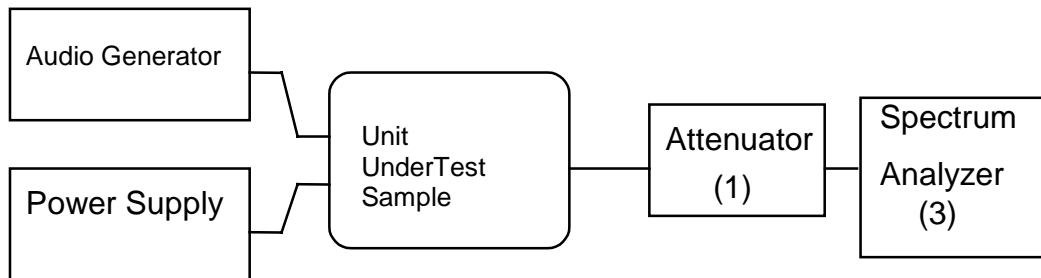 Audio Generator
Power Supply
Unit
UnderTest
Sample
Attenuator
(1)
Spectrum
Analyzer
(3)